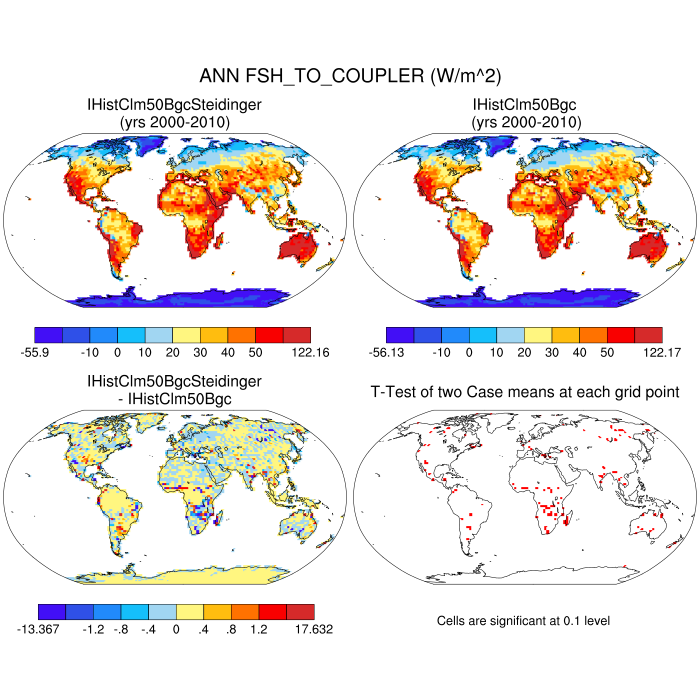 ANN FSH_TO_COUPLER (W/m^2)
IHistClm50BgcSteidinger
(yrs 2000-2010)
IHistClm50Bgc
(yrs 2000-2010)
-55.9 -10 0 10 20 30 40 50 122.16
-56.13 -10 0 10 20 30 40 50 122.17
IHistClm50BgcSteidinger
- IHistClm50Bgc
T-Test of two Case means at each grid point
-13.367 -1.2 -.8 -.4 0 .4 .8 1.2 17.632
Cells are significant at 0.1 level